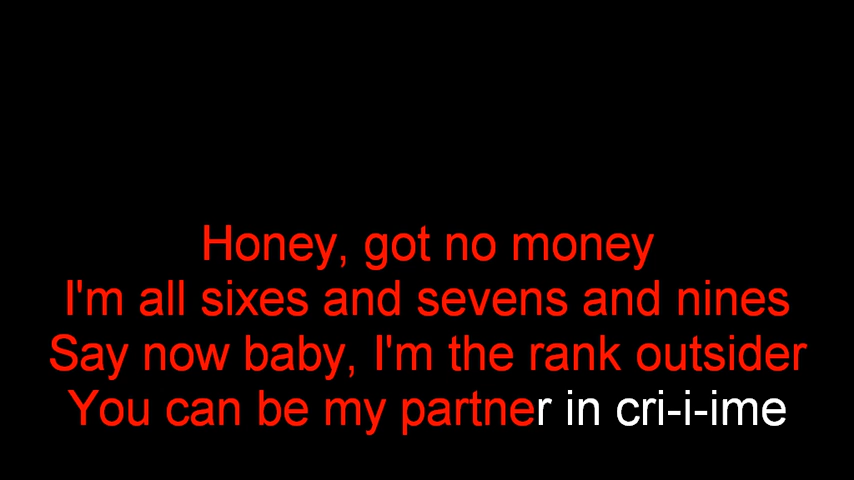 Honey, got no money
I'm all sixes and sevens and nines
Say now baby, I'm the rank outsider
You can be my partner in cri-i-ime